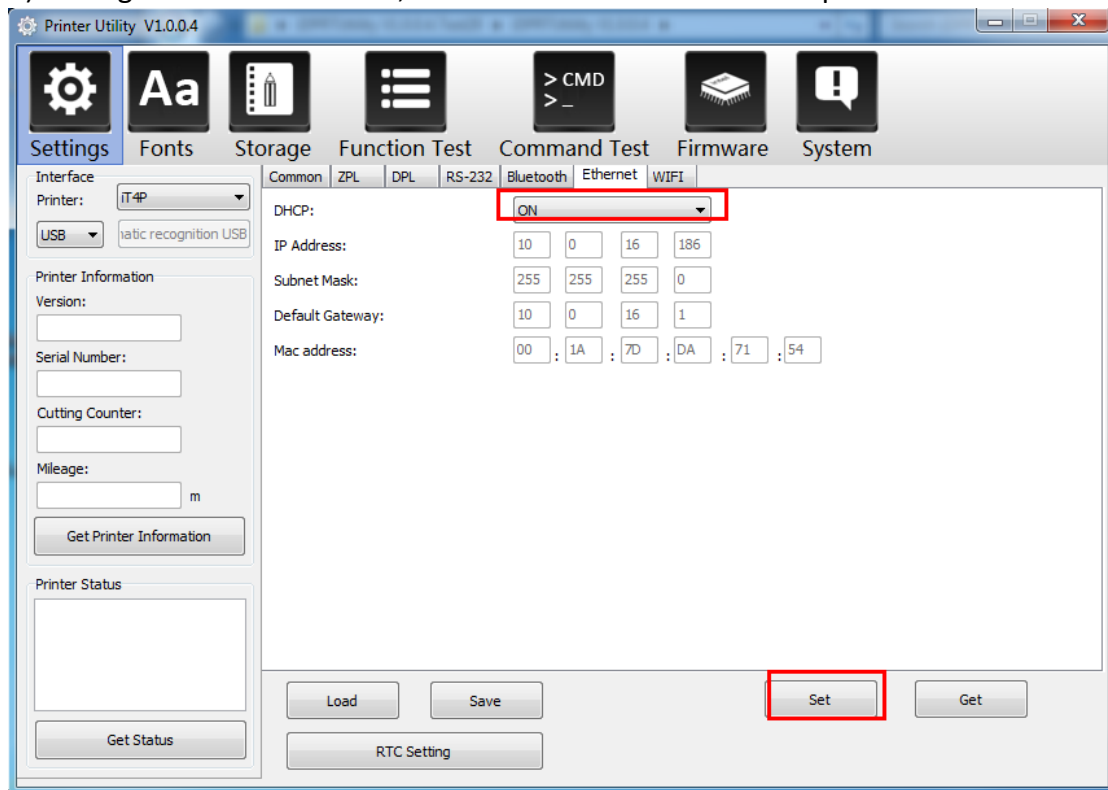 Printer Utility V1.0.0.4
Aa
> CMD
>_
Settings Fonts Storage Function Test Command Test Firmware System
Interface
Printer: iT4P
USB natic recognition USB
Printer Information
Version:
Serial Number:
Cutting Counter:
Mileage:
m
Get Printer Information
Printer Status
Get Status
Common ZPL DPL RS-232 Bluetooth Ethernet WIFI
DHCP: ON
IP Address: 10 0 16 186
Subnet Mask: 255 255 255 0
Default Gateway: 10 0 16 1
Mac address: 00 : 1A : 7D : DA : 71 : 54
Load Save Set Get
RTC Setting